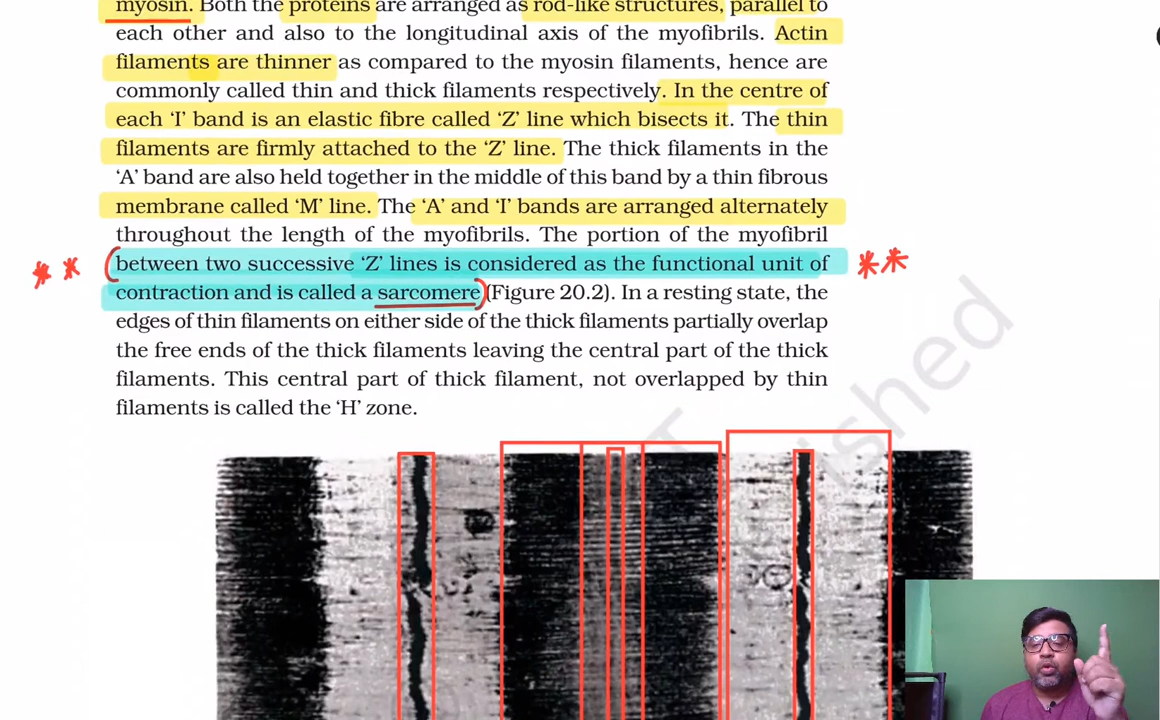 myosin. Both the proteins are arranged as rod-like structures, parallel to
each other and also to the longitudinal axis of the myofibrils. Actin
filaments are thinner as compared to the myosin filaments, hence are
commonly called thin and thick filaments respectively. In the centre of
each ‘I’ band is an elastic fibre called ‘Z’ line which bisects it. The thin
filaments are firmly attached to the ‘Z’ line. The thick filaments in the
‘A’ band are also held together in the middle of this band by a thin fibrous
membrane called ‘M’ line. The ‘A’ and ‘I’ bands are arranged alternately
throughout the length of the myofibrils. The portion of the myofibril
between two successive ‘Z’ lines is considered as the functional unit of
contraction and is called a sarcomere (Figure 20.2). In a resting state, the
edges of thin filaments on either side of the thick filaments partially overlap
the free ends of the thick filaments leaving the central part of the thick
filaments. This central part of thick filament, not overlapped by thin
filaments is called the ‘H’ zone.